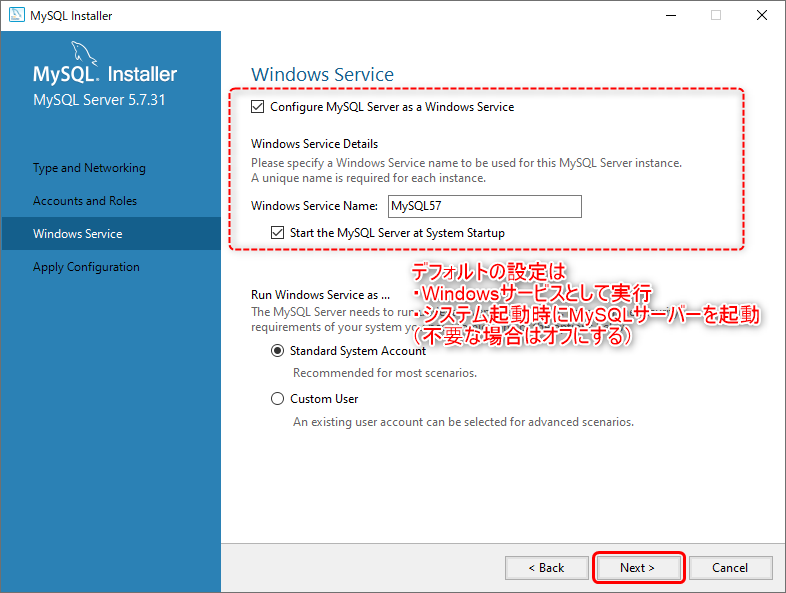 MySQL Installer
MySQL. Installer
MySQL Server 5.7.31
Type and Networking
Accounts and Roles
Windows Service
Apply Configuration
Windows Service
Configure MySQL Server as a Windows Service
Windows Service Details
Please specify a Windows Service name to be used for this MySQL Server instance.
A unique name is required for each instance.
Windows Service Name: MySQL57
Start the MySQL Server at System Startup
デフォルトの設定は
・Windowsサービスとして実行
・システム起動時にMySQLサーバーを起動
(不要な場合はオフにする)
Run Windows Service as ...
The MySQL Server needs to run
requirements of your system you
Standard System Account
Recommended for most scenarios.
Custom User
An existing user account can be selected for advanced scenarios.
< Back
Next >
Cancel